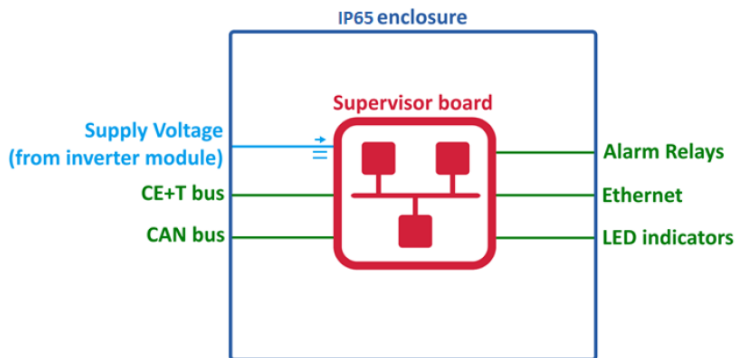 IP65 enclosure
Supervisor board
Supply Voltage
(from inverter module)
CE+T bus
CAN bus
Alarm Relays
Ethernet
LED indicators